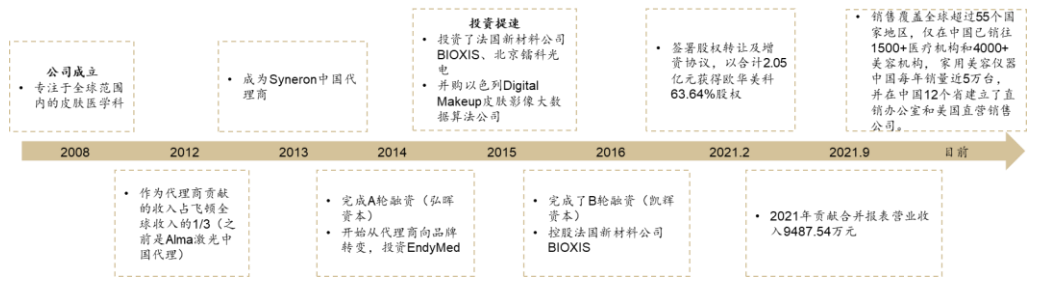 公司成立
• 专注于全球范围
内的皮肤医学科
• 成为Syneron中国代
理商
投资提速
• 投资了法国新材料公司
BIOXIS、北京镭科光
电
• 并购以色列Digital
Makeup皮肤影像大数
据算法公司
• 签署股权转让及增
资协议，以合计2.05
亿元获得欧华美科
63.64%股权
• 销售覆盖全球超过55个国
家地区，仅在中国已销往
1500+医疗机构和4000+
美容机构，家用美容仪器
中国每年销量近5万台，
并在中国12个省建立了直
销办公室和美国直营销售
公司。
2008 2012 2013 2014 2015 2016 2021.2 2021.9 目前
• 作为代理商贡献
的收入占飞顿全
球收入的1/3（之
前是Alma激光中
国代理）
• 完成A轮融资（弘晖
资本）
• 开始从代理商向品牌
转变，投资EndyMed
• 完成了B轮融资（凯辉
资本）
• 控股法国新材料公司
BIOXIS
• 2021年贡献合并报表营业收
入9487.54万元